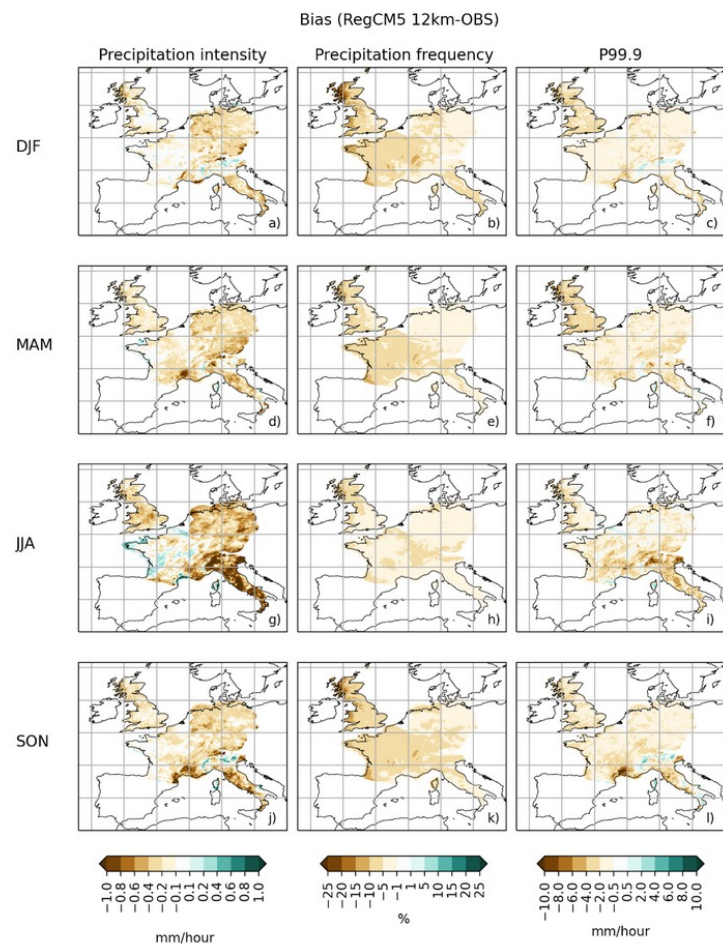 Bias (RegCM5 12km-OBS)
Precipitation intensity Precipitation frequency P99.9
DJF
a) b) c)
MAM
d) e) f)
JJA
g) h) i)
SON
j) k) l)
−1.0 −0.8 −0.6 −0.4 −0.2 −0.1 0.1 0.2 0.4 0.6 0.8 1.0
−25 −20 −15 −10 −5 −1 1 5 10 15 20 25
−10.0 −8.0 −6.0 −4.0 −2.0 −0.5 0.5 2.0 4.0 6.0 8.0 10.0
mm/hour % mm/hour